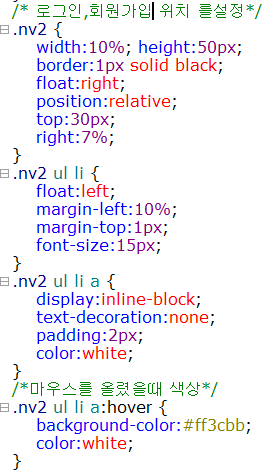 /* 로그인,회원가입 위치 틀설정*/
.nv2 {
width:10%; height:50px;
border:1px solid black;
float:right;
position:relative;
top:30px;
right:7%;
}
.nv2 ul li {
float:left;
margin-left:10%;
margin-top:1px;
font-size:15px;
}
.nv2 ul li a {
display:inline-block;
text-decoration:none;
padding:2px;
color:white;
}
/*마우스를 올렸을때 색상*/
.nv2 ul li a:hover {
background-color:#ff3cbb;
color:white;
}